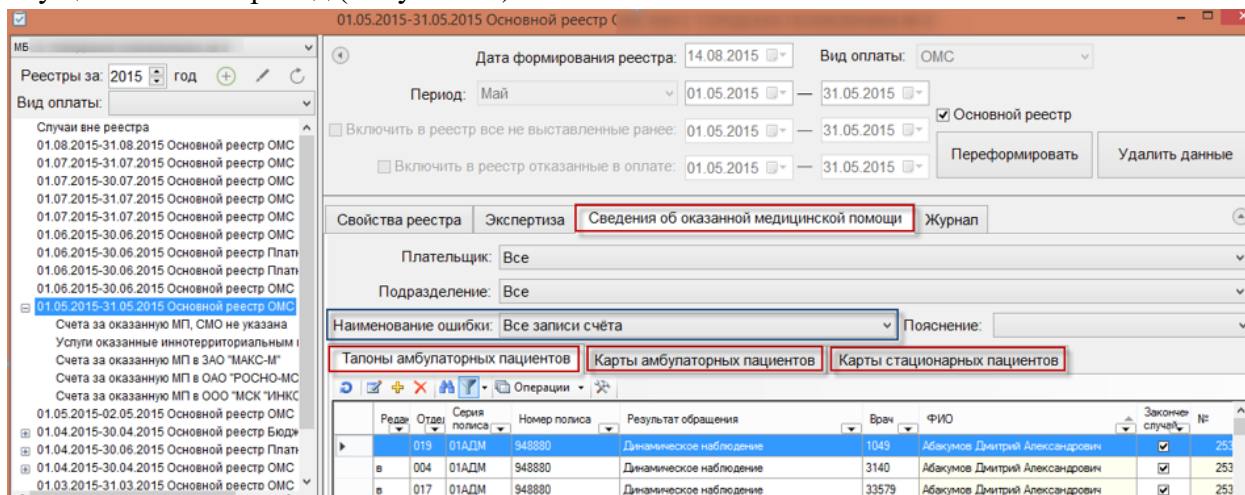 01.05.2015-31.05.2015 Основной реестр (
МБ
Реестры за: 2015 год
Вид оплаты:
Случаи вне реестра
01.08.2015-31.08.2015 Основной реестр ОМС
01.07.2015-31.07.2015 Основной реестр ОМС
01.07.2015-30.07.2015 Основной реестр ОМС
01.07.2015-31.07.2015 Основной реестр ОМС
01.07.2015-31.07.2015 Основной реестр ОМС
01.06.2015-30.06.2015 Основной реестр ОМС
01.06.2015-30.06.2015 Основной реестр Платн
01.06.2015-30.06.2015 Основной реестр Платн
01.06.2015-30.06.2015 Основной реестр ОМС
01.05.2015-31.05.2015 Основной реестр ОМС
Счета за оказанную МП, СМО не указана
Услуги оказанные иннотерриториальным
Счета за оказанную МП в ЗАО "МАКС-М"
Счета за оказанную МП в ОАО "РОСНО-МС
Счета за оказанную МП в ООО "МСК "ИНКО
01.05.2015-02.05.2015 Основной реестр ОМС
01.04.2015-30.04.2015 Основной реестр Бюдж
01.04.2015-30.06.2015 Основной реестр Платн
01.04.2015-30.04.2015 Основной реестр ОМС
01.03.2015-31.03.2015 Основной реестр ОМС
Дата формирования реестра: 14.08.2015 Вид оплаты: ОМС
Период: Май 01.05.2015 — 31.05.2015
Основной реестр
Включить в реестр все не выставленные ранее: 01.05.2015 — 31.05.2015
Переформировать Удалить данные
Включить в реестр отказанные в оплате: 01.05.2015 — 31.05.2015
Свойства реестра Экспертиза Сведения об оказанной медицинской помощи Журнал
Плательщик: Все
Подразделение: Все
Наименование ошибки: Все записи счёта Пояснение:
Талоны амбулаторных пациентов Карты амбулаторных пациентов Карты стационарных пациентов
Операции
Редак Отдел Серия полиса Номер полиса Результат обращения Врач ФИО Закончен случай №
019 01АДМ 948880 Динамическое наблюдение 1049 Абакумов Дмитрий Александрович 253
в 004 01АДМ 948880 Динамическое наблюдение 3140 Абакумов Дмитрий Александрович 253
в 017 01АДМ 948880 Динамическое наблюдение 33579 Абакумов Дмитрий Александрович 253